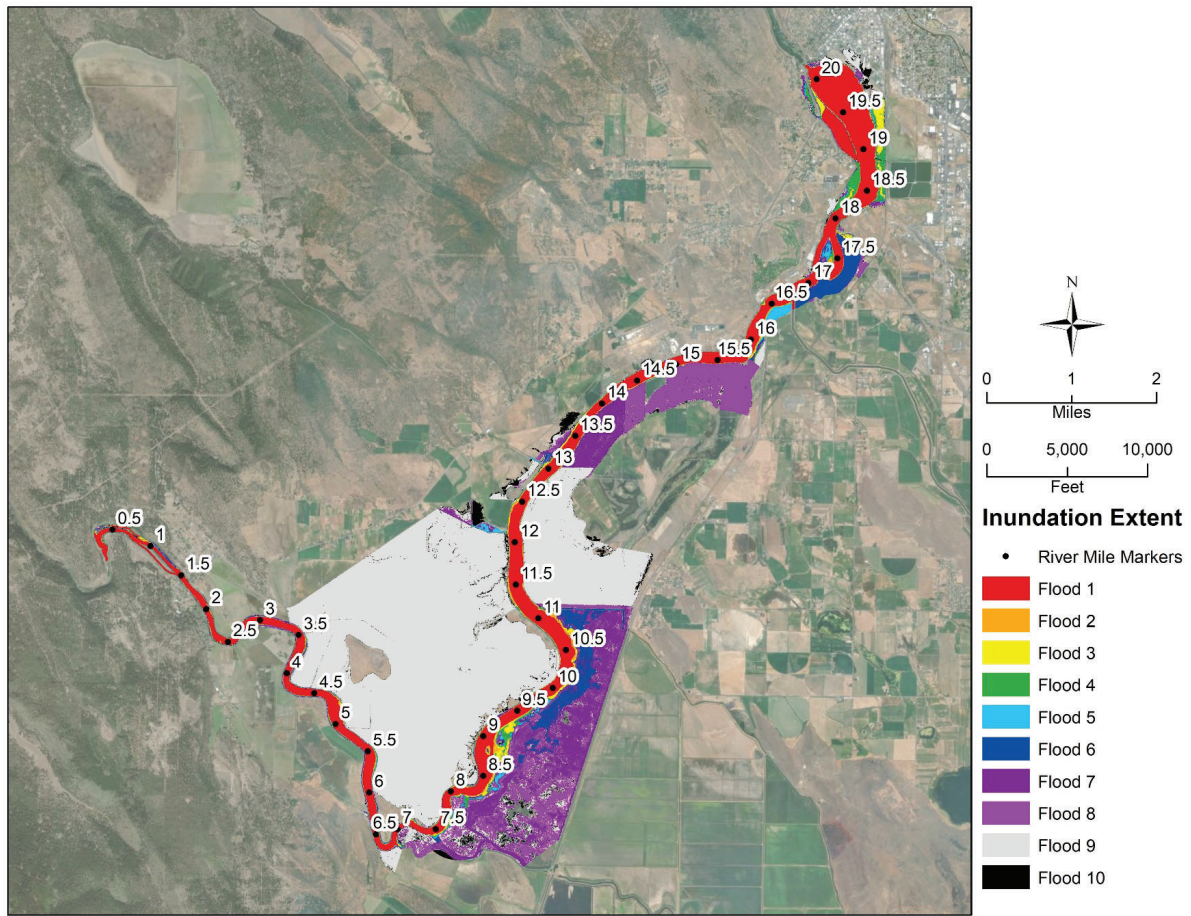 20
19.5
19
18.5
18
17.5
17
16.5
16
15.5
15
14.5
14
13.5
13
12.5
12
11.5
11
10.5
10
9.5
9
8.5
8
7.5
7
6.5
6
5.5
5
4.5
4
3.5
3
2.5
2
1.5
1
0.5
N
0 1 2
Miles
0 5,000 10,000
Feet
Inundation Extent
River Mile Markers
Flood 1
Flood 2
Flood 3
Flood 4
Flood 5
Flood 6
Flood 7
Flood 8
Flood 9
Flood 10